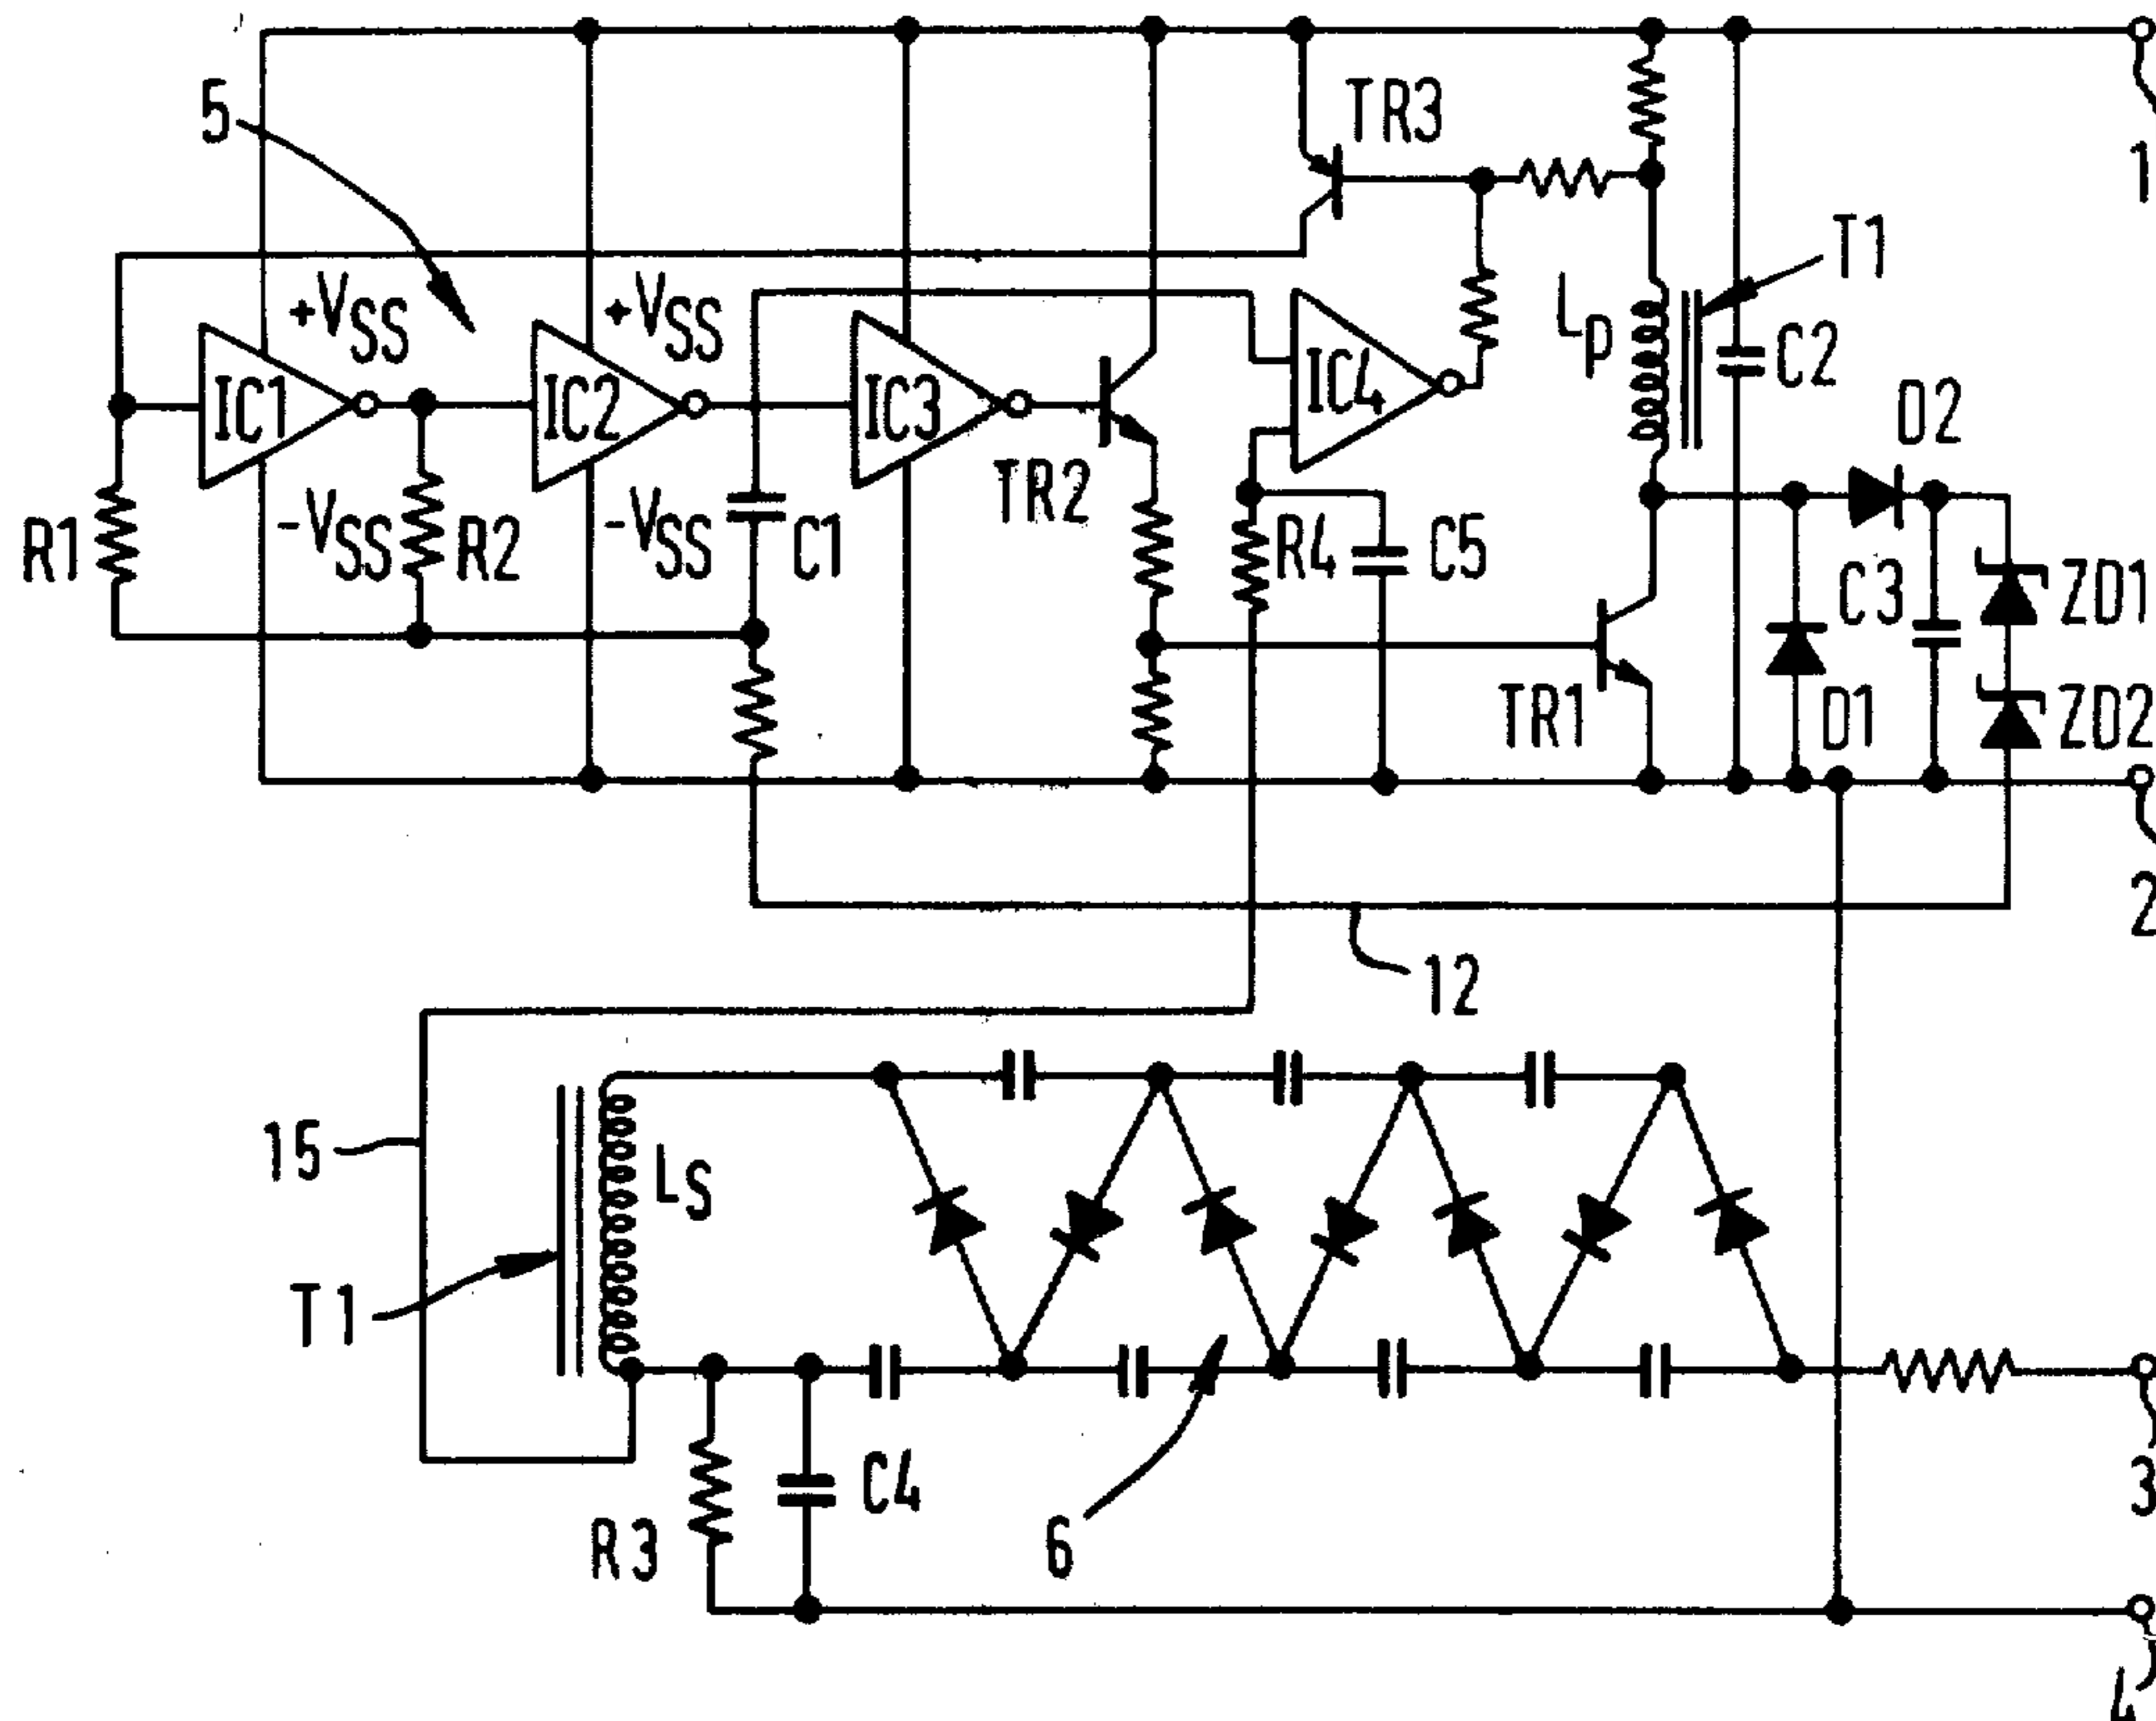 5
TR3
1
T1
+VSS
+VSS
LP
C2
IC1
IC2
IC3
IC4
D2
TR2
R1
-VSS
R2
-VSS
C1
R4
C5
C3
ZD1
TR1
D1
ZD2
2
12
15
LS
T1
C4
3
R3
6
4